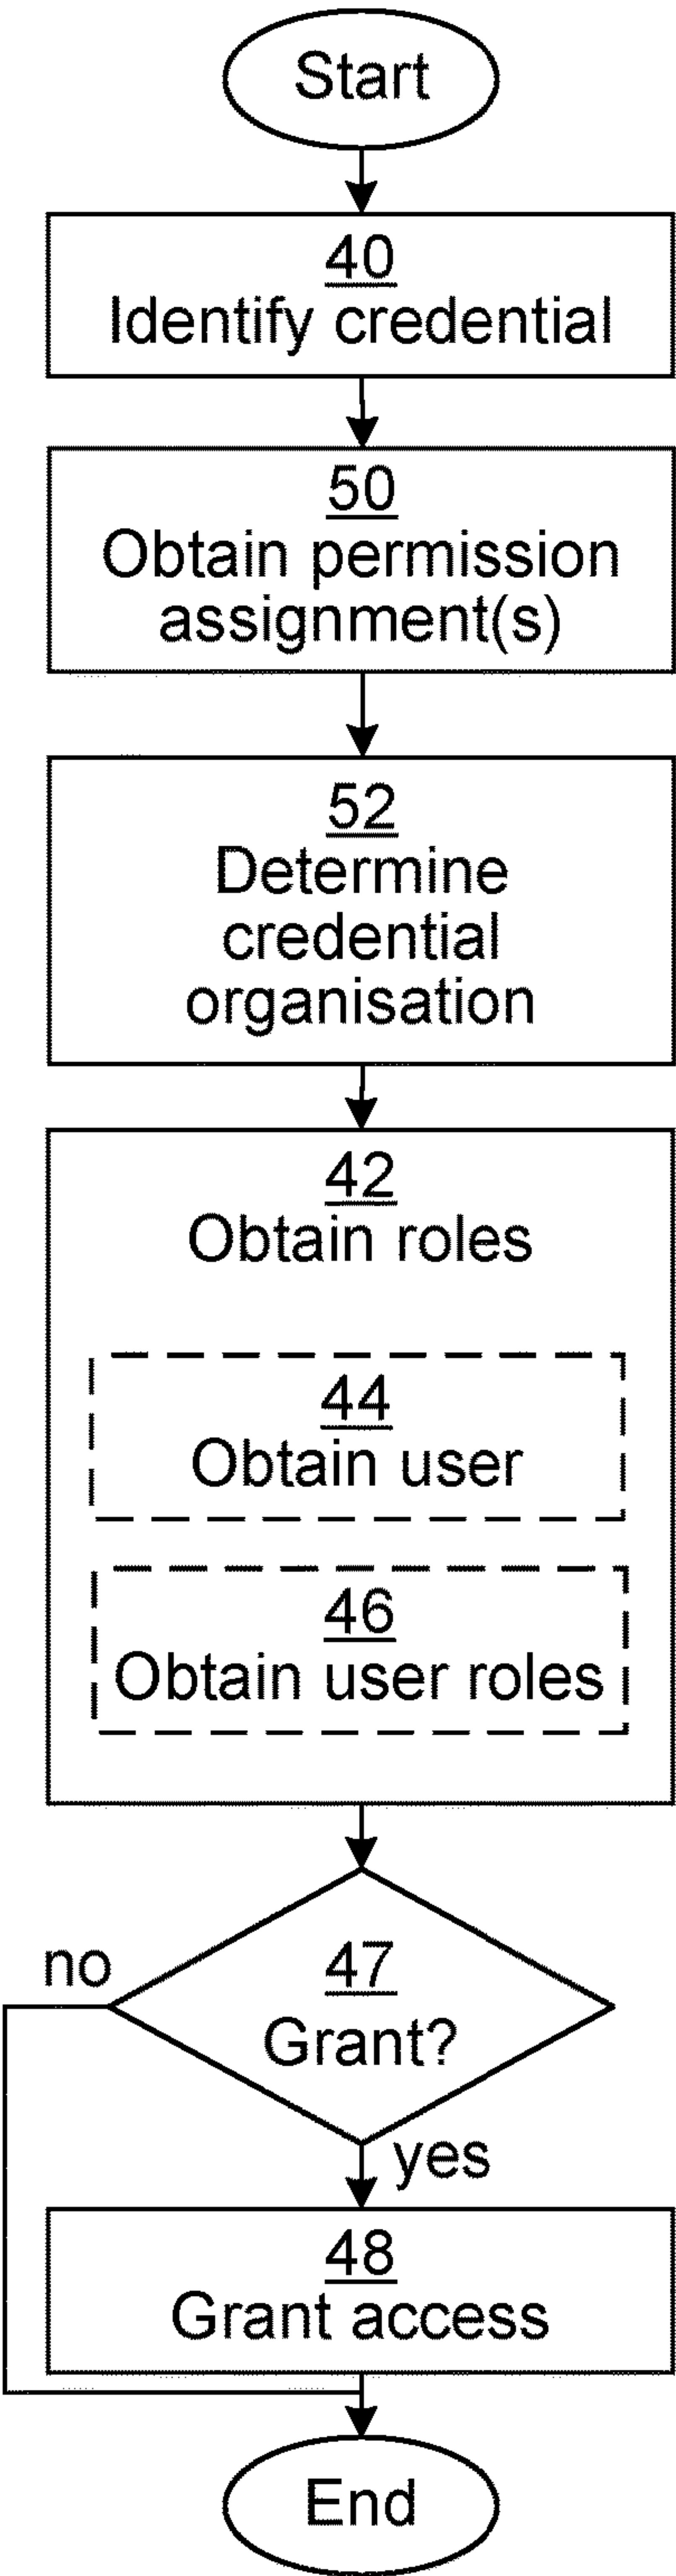 Start
40
Identify credential
50
Obtain permission
assignment(s)
52
Determine
credential
organisation
42
Obtain roles
44
Obtain user
46
Obtain user roles
no
47
Grant?
yes
48
Grant access
End